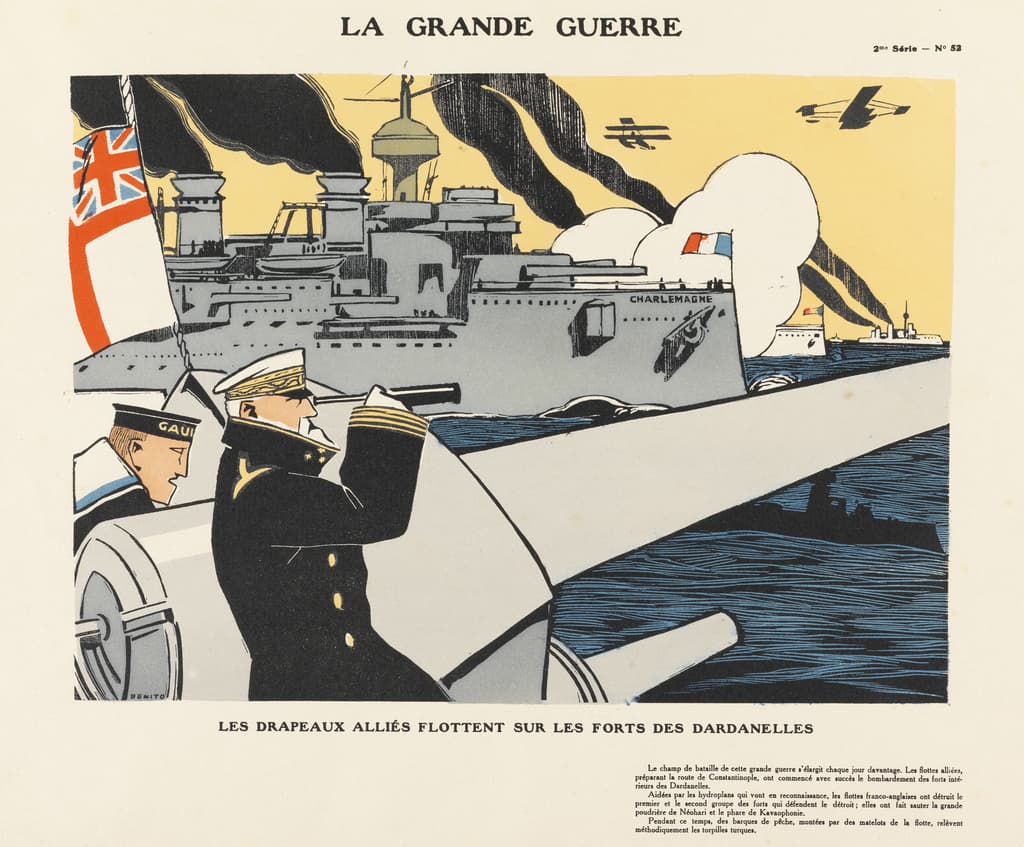 LA GRANDE GUERRE
2me Série — No 52
CHARLEMAGNE
GAUL
BENITO
LES DRAPEAUX ALLIÉS FLOTTENT SUR LES FORTS DES DARDANELLES
Le champ de bataille de cette grande guerre s'élargit chaque jour davantage. Les flottes alliées,
préparant la route de Constantinople, ont commencé avec succès le bombardement des forts inté-
rieurs des Dardanelles.
Aidées par les hydroplans qui vont en reconnaissance, les flottes franco-anglaises ont détruit le
premier et le second groupe des forts qui défendent le détroit ; elles ont fait sauter la grande
poudrière de Néohari et le phare de Kavaophonie.
Pendant ce temps, des barques de pêche, montées par des matelots de la flotte, relèvent
méthodiquement les torpilles turques.